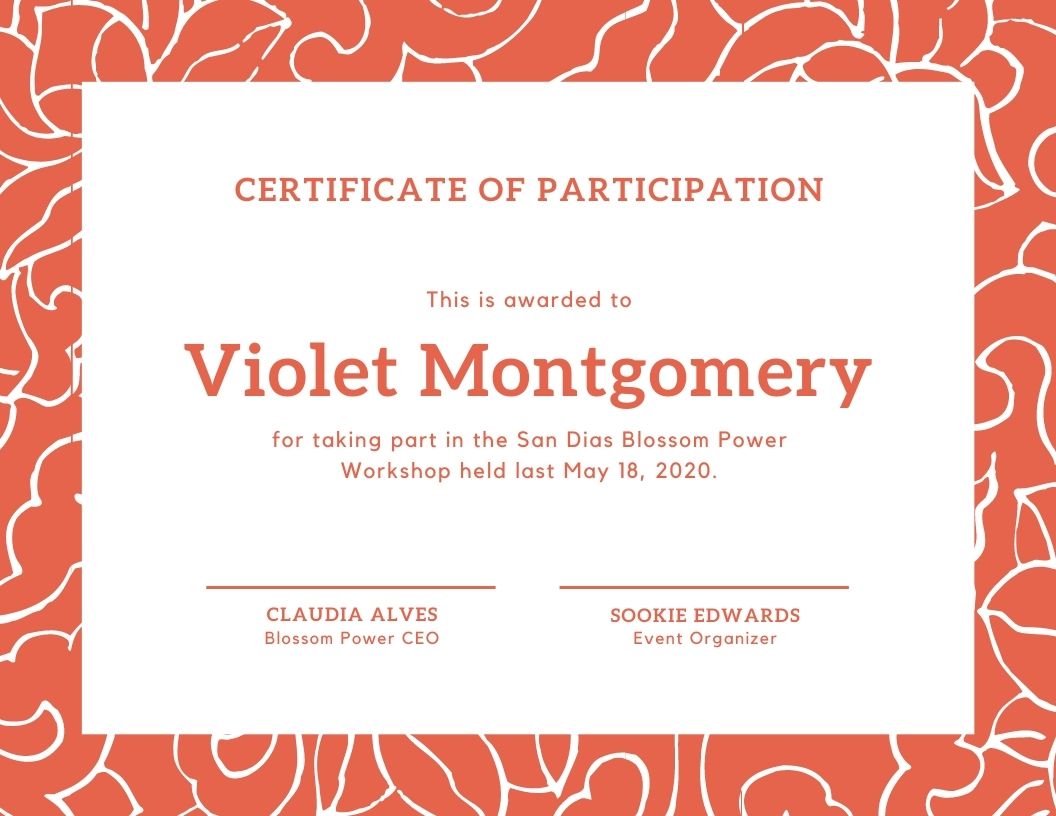 CERTIFICATE OF PARTICIPATION
This is awarded to
Violet Montgomery
for taking part in the San Dias Blossom Power
Workshop held last May 18, 2020.
CLAUDIA ALVES
Blossom Power CEO
SOOKIE EDWARDS
Event Organizer